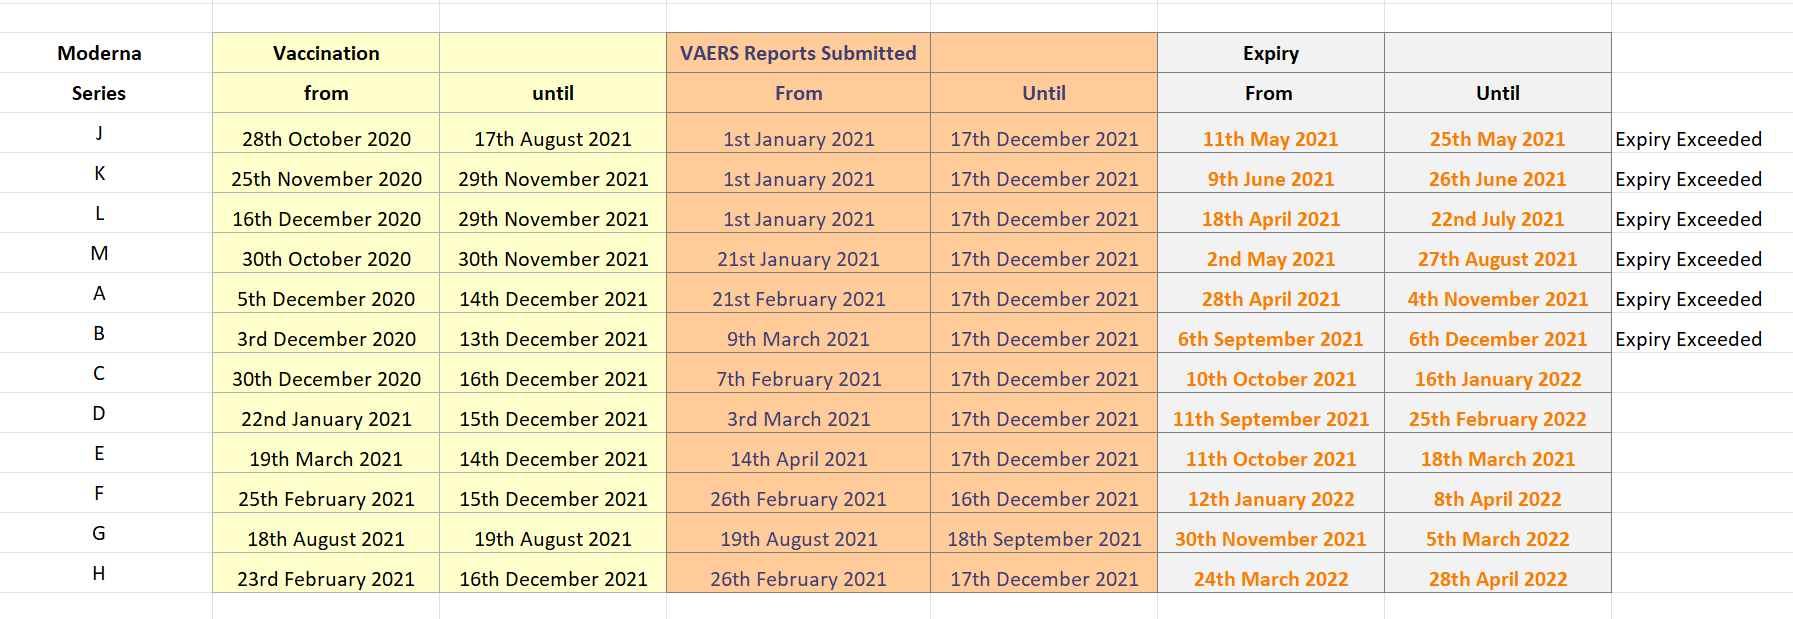 Moderna Vaccination VAERS Reports Submitted Expiry
Series from until From Until From Until
J 28th October 2020 17th August 2021 1st January 2021 17th December 2021 11th May 2021 25th May 2021 Expiry Exceeded
K 25th November 2020 29th November 2021 1st January 2021 17th December 2021 9th June 2021 26th June 2021 Expiry Exceeded
L 16th December 2020 29th November 2021 1st January 2021 17th December 2021 18th April 2021 22nd July 2021 Expiry Exceeded
M 30th October 2020 30th November 2021 21st January 2021 17th December 2021 2nd May 2021 27th August 2021 Expiry Exceeded
A 5th December 2020 14th December 2021 21st February 2021 17th December 2021 28th April 2021 4th November 2021 Expiry Exceeded
B 3rd December 2020 13th December 2021 9th March 2021 17th December 2021 6th September 2021 6th December 2021 Expiry Exceeded
C 30th December 2020 16th December 2021 7th February 2021 17th December 2021 10th October 2021 16th January 2022
D 22nd January 2021 15th December 2021 3rd March 2021 17th December 2021 11th September 2021 25th February 2022
E 19th March 2021 14th December 2021 14th April 2021 17th December 2021 11th October 2021 18th March 2021
F 25th February 2021 15th December 2021 26th February 2021 16th December 2021 12th January 2022 8th April 2022
G 18th August 2021 19th August 2021 19th August 2021 18th September 2021 30th November 2021 5th March 2022
H 23rd February 2021 16th December 2021 26th February 2021 17th December 2021 24th March 2022 28th April 2022